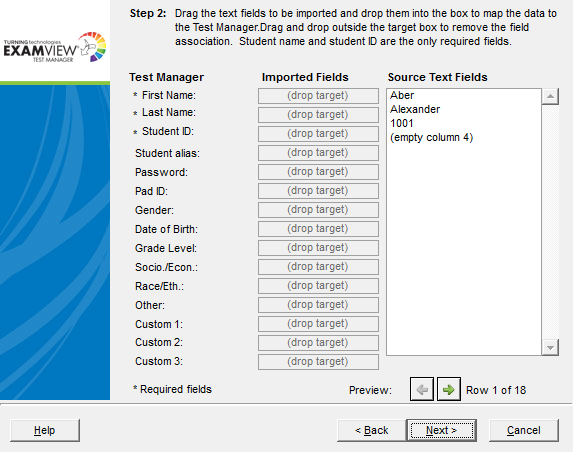 Step 2: Drag the text fields to be imported and drop them into the box to map the data to
the Test Manager.Drag and drop outside the target box to remove the field
association. Student name and student ID are the only required fields.
TURNING technologies
EXAMVIEW
TEST MANAGER
Test Manager Imported Fields Source Text Fields
* First Name: (drop target) Aber
* Last Name: (drop target) Alexander
* Student ID: (drop target) 1001
(empty column 4)
Student alias: (drop target)
Password: (drop target)
Pad ID: (drop target)
Gender: (drop target)
Date of Birth: (drop target)
Grade Level: (drop target)
Socio./Econ.: (drop target)
Race/Eth.: (drop target)
Other: (drop target)
Custom 1: (drop target)
Custom 2: (drop target)
Custom 3: (drop target)
* Required fields Preview: Row 1 of 18
Help < Back Next > Cancel